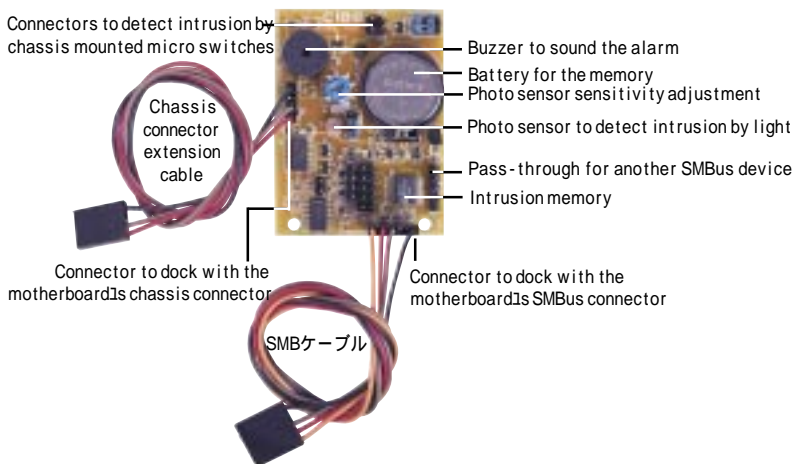 Connectors to detect intrusion by
chassis mounted micro switches
Buzzer to sound the alarm
Battery for the memory
Photo sensor sensitivity adjustment
Photo sensor to detect intrusion by light
Pass-through for another SMBus device
Intrusion memory
Chassis
connector
extension
cable
Connector to dock with the
motherboard1s chassis connector
Connector to dock with the
motherboard1s SMBus connector
SMBケーブル